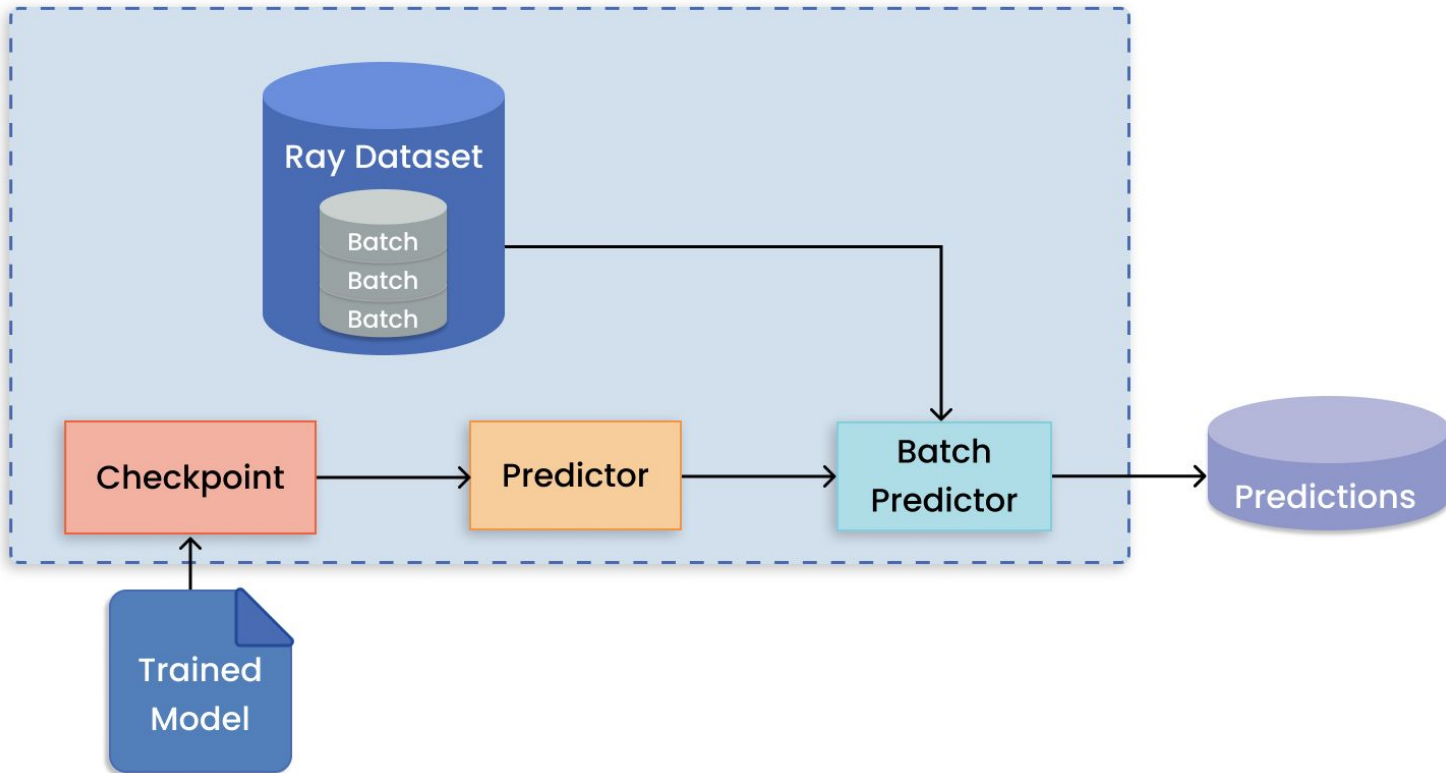 Ray Dataset
Batch
Batch
Batch
Checkpoint
Predictor
Batch
Predictor
Predictions
Trained
Model